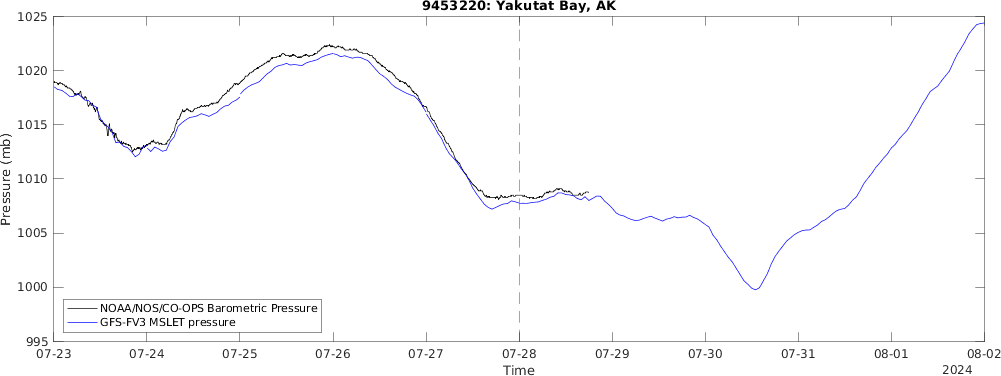 9453220: Yakutat Bay, AK
1025
1020
1015
1010
1005
1000
995
Pressure (mb)
NOAA/NOS/CO-OPS Barometric Pressure
GFS-FV3 MSLET pressure
07-23 07-24 07-25 07-26 07-27 07-28 07-29 07-30 07-31 08-01 08-02
Time
2024